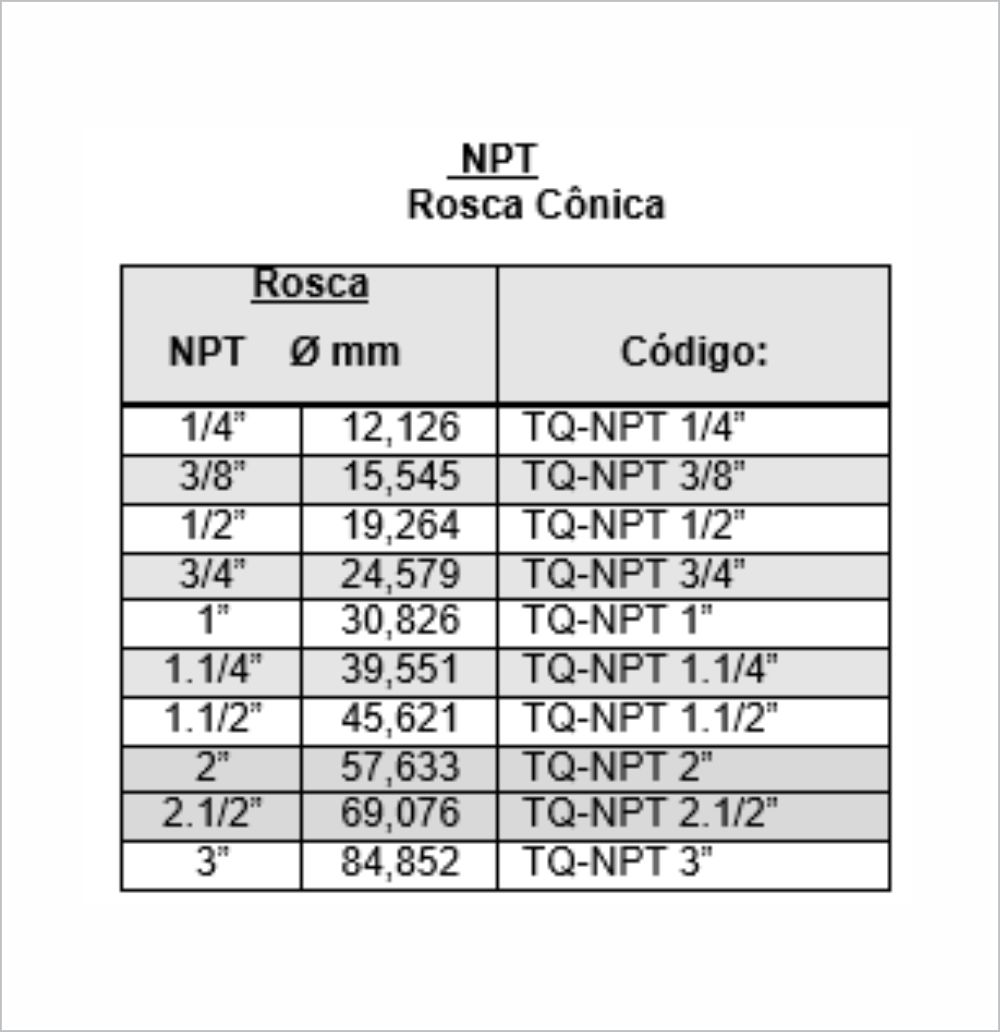 NPT
Rosca Cônica
Rosca
NPT Ø mm Código:
1/4” 12,126 TQ-NPT 1/4”
3/8” 15,545 TQ-NPT 3/8”
1/2” 19,264 TQ-NPT 1/2”
3/4” 24,579 TQ-NPT 3/4”
1” 30,826 TQ-NPT 1”
1.1/4” 39,551 TQ-NPT 1.1/4”
1.1/2” 45,621 TQ-NPT 1.1/2”
2” 57,633 TQ-NPT 2”
2.1/2” 69,076 TQ-NPT 2.1/2”
3” 84,852 TQ-NPT 3”